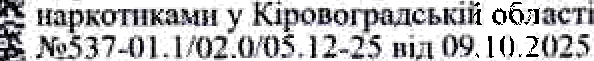 наркотиками у Кіровоградській області
№537-01.1/02.0/05.12-25 від 09.10.2025